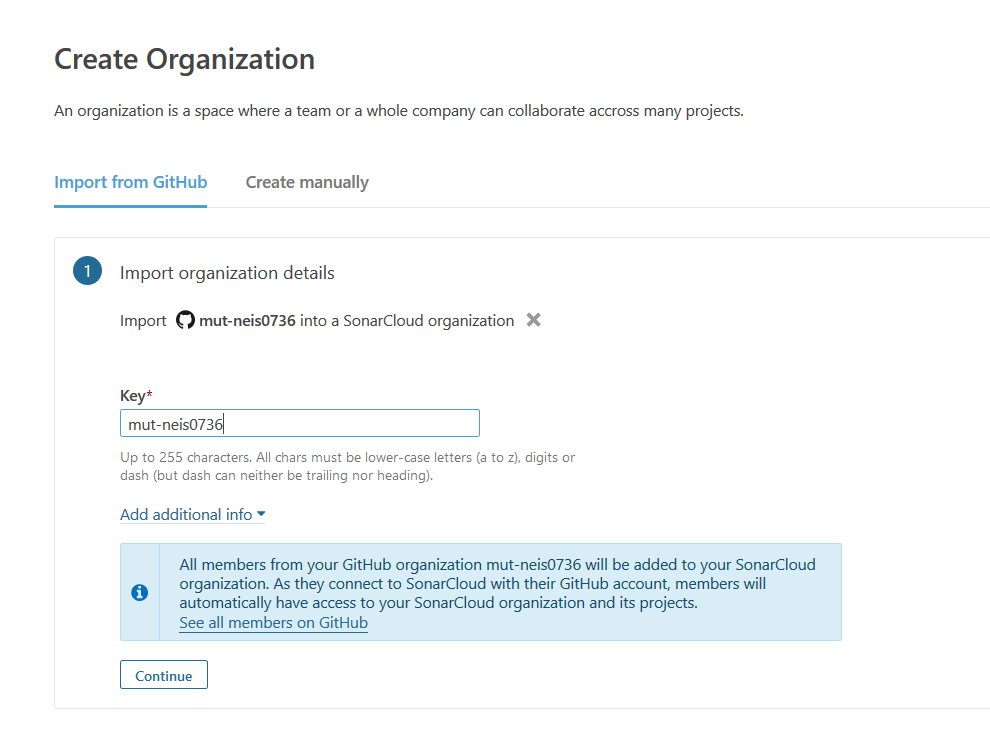 Create Organization
An organization is a space where a team or a whole company can collaborate accross many projects.
Import from GitHub
Create manually
1
Import organization details
Import mut-neis0736 into a SonarCloud organization
Key*
mut-neis0736
Up to 255 characters. All chars must be lower-case letters (a to z), digits or
dash (but dash can neither be trailing nor heading).
Add additional info
All members from your GitHub organization mut-neis0736 will be added to your SonarCloud
organization. As they connect to SonarCloud with their GitHub account, members will
automatically have access to your SonarCloud organization and its projects.
See all members on GitHub
Continue